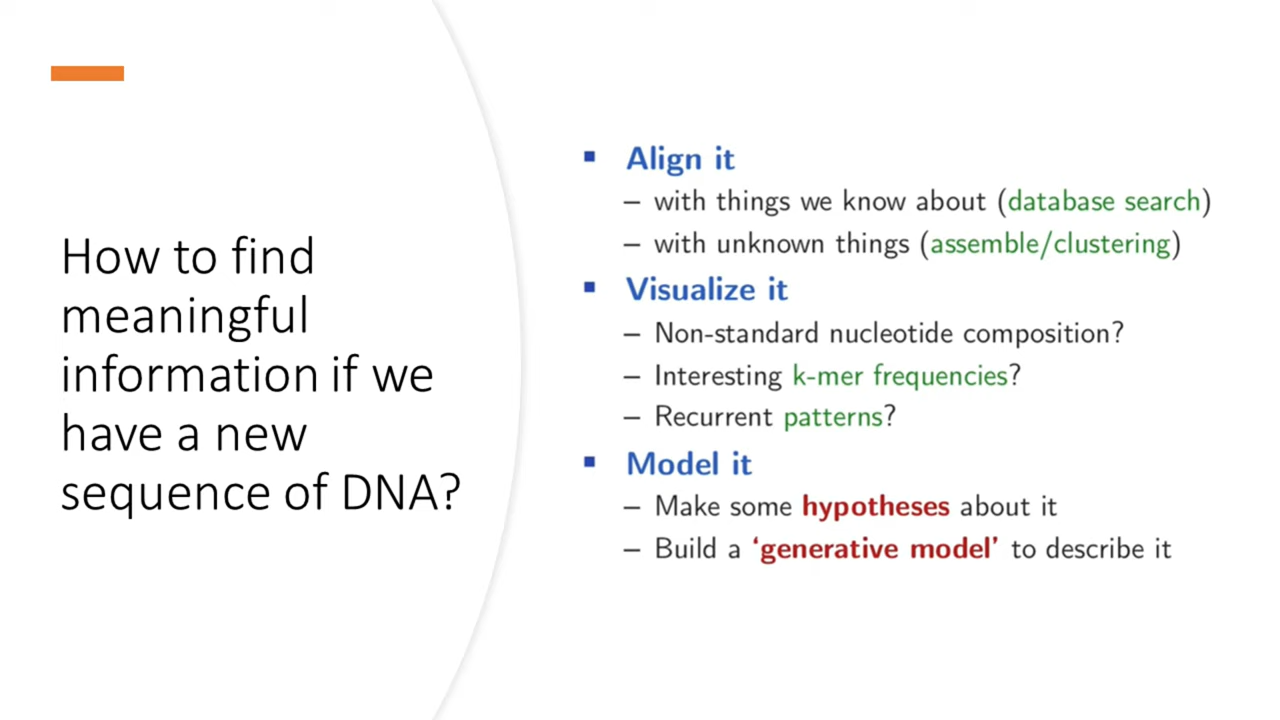 How to find
meaningful
information if we
have a new
sequence of DNA?
▪ Align it
– with things we know about (database search)
– with unknown things (assemble/clustering)
▪ Visualize it
– Non-standard nucleotide composition?
– Interesting k-mer frequencies?
– Recurrent patterns?
▪ Model it
– Make some hypotheses about it
– Build a ‘generative model’ to describe it